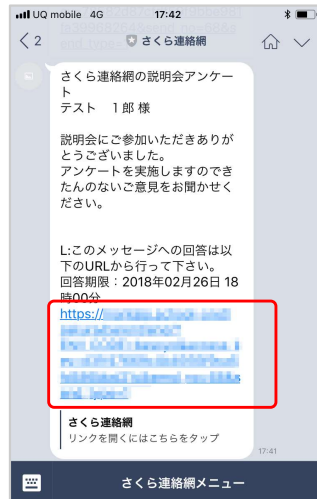 UQ mobile 4G 17:42
2 さくら連絡網
さくら連絡網の説明会アンケー
ト
テスト 1郎 様
説明会にご参加いただきありが
とうございました。
アンケートを実施しますのでき
たんのないご意見をお聞かせく
ださい。
L:このメッセージへの回答は以
下のURLから行って下さい。
回答期限：2018年02月26日 18
時00分
https://
さくら連絡網
リンクを開くにはこちらをタップ
17:41
さくら連絡網メニュー